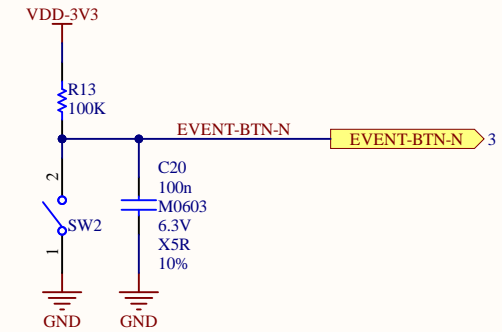 VDD-3V3
R13
100K
EVENT-BTN-N
EVENT-BTN-N
3
C20
100n
M0603
6.3V
X5R
10%
2
SW2
1
GND
GND